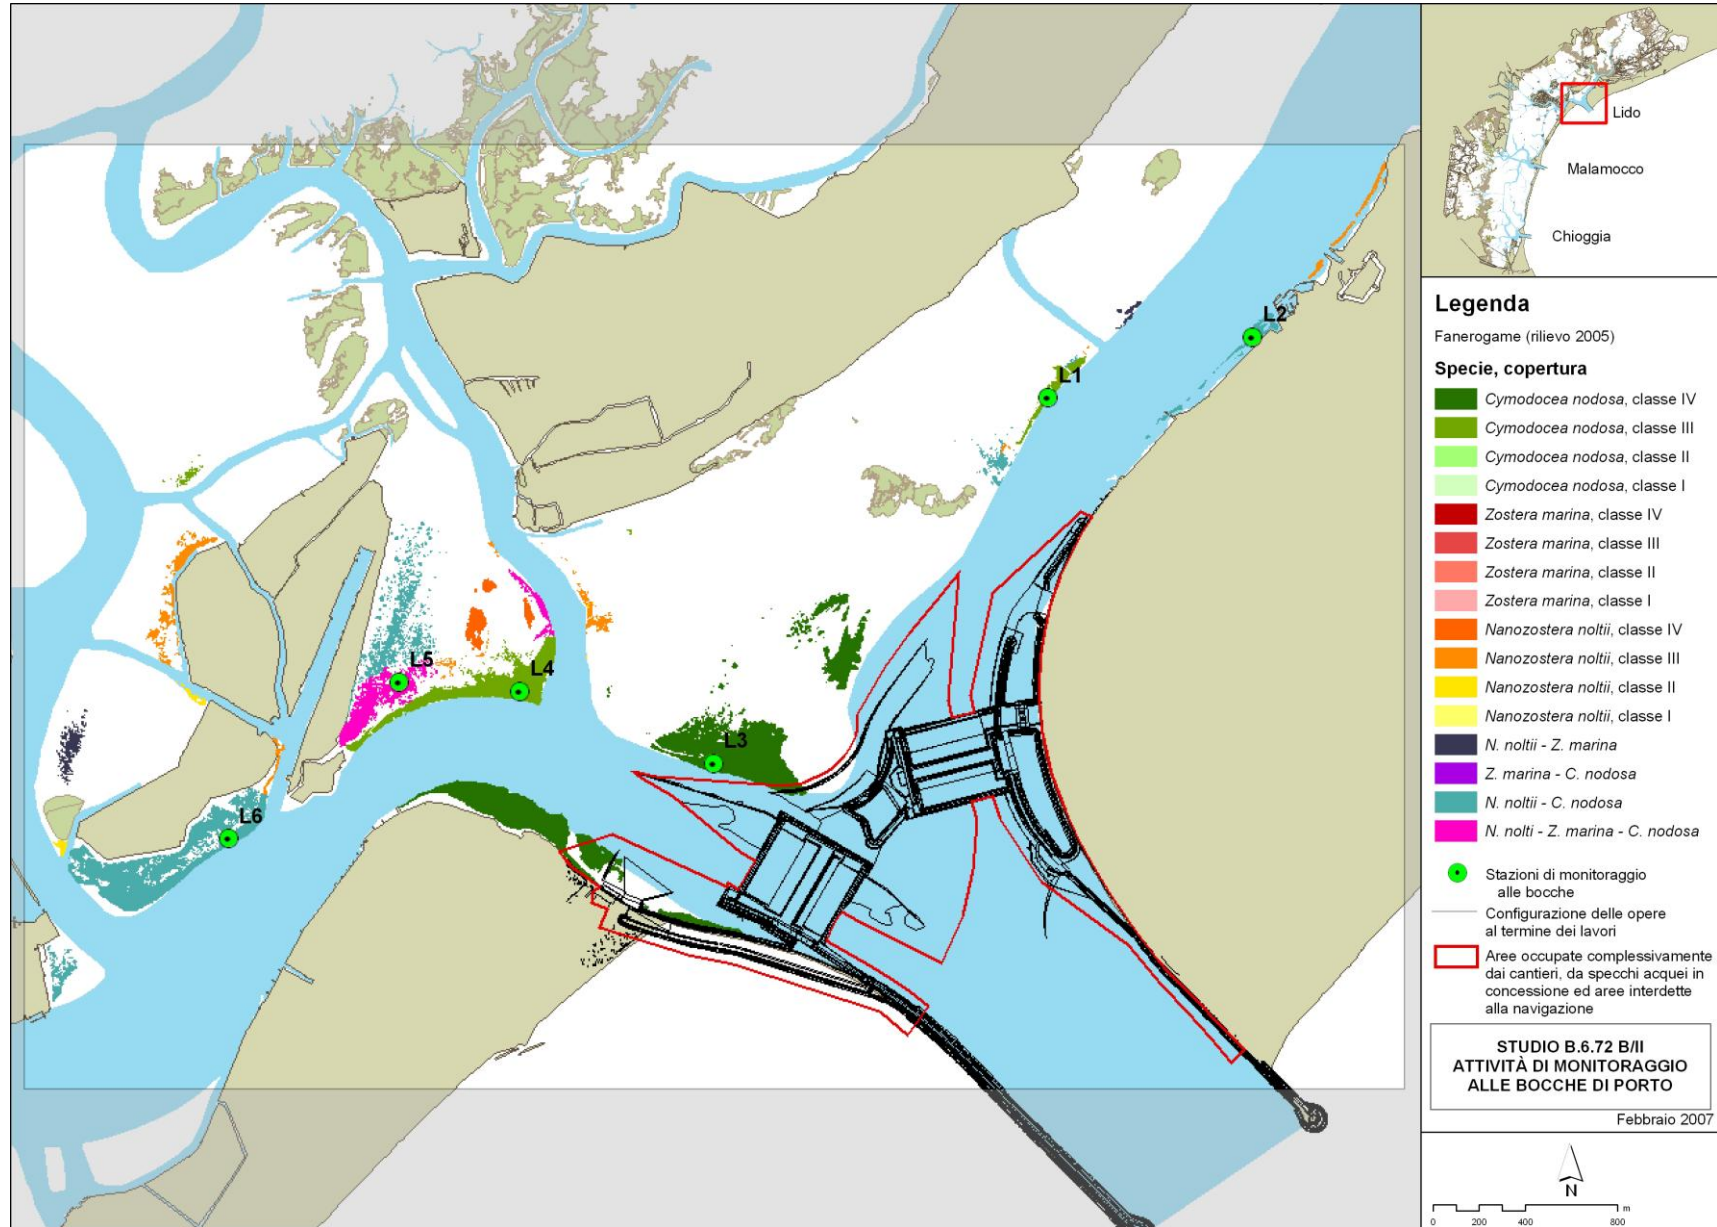 Lido
Malamocco
Chioggia
L2
L1
L5
L4
L3
L6
Legenda
Fanerogame (rilievo 2005)
Specie, copertura
Cymodocea nodosa, classe IV
Cymodocea nodosa, classe III
Cymodocea nodosa, classe II
Cymodocea nodosa, classe I
Zostera marina, classe IV
Zostera marina, classe III
Zostera marina, classe II
Zostera marina, classe I
Nanozostera noltii, classe IV
Nanozostera noltii, classe III
Nanozostera noltii, classe II
Nanozostera noltii, classe I
N. noltii - Z. marina
Z. marina - C. nodosa
N. noltii - C. nodosa
N. nolti - Z. marina - C. nodosa
Stazioni di monitoraggio
alle bocche
Configurazione delle opere
al termine dei lavori
Aree occupate complessivamente
dai cantieri, da specchi acquei in
concessione ed aree interdette
alla navigazione
STUDIO B.6.72 B/II
ATTIVITÀ DI MONITORAGGIO
ALLE BOCCHE DI PORTO
Febbraio 2007
N
m
0 200 400 800